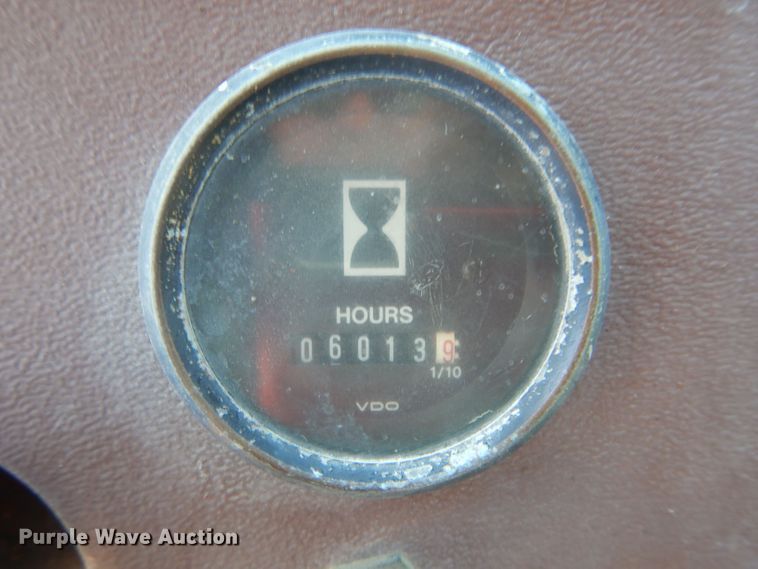 HOURS
060139
1/10
VDO
Purple Wave Auction